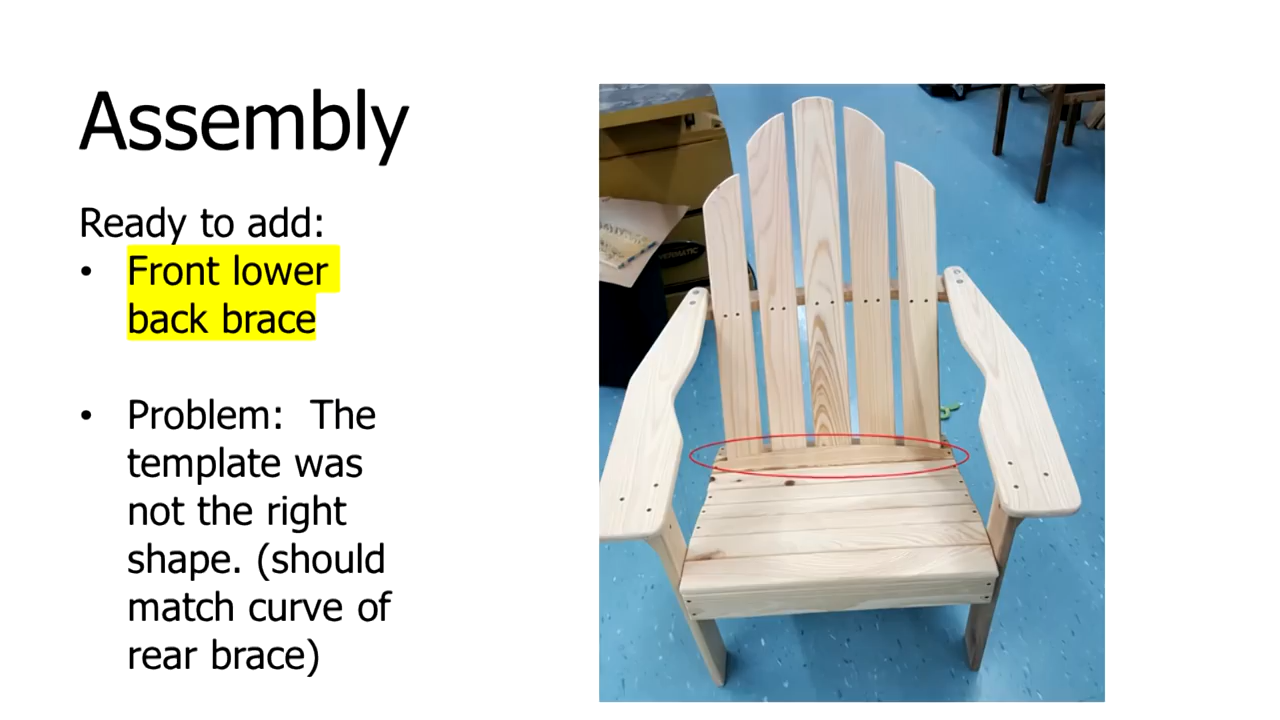 Assembly
Ready to add:
• Front lower
back brace
• Problem:  The
template was
not the right
shape. (should
match curve of
rear brace)